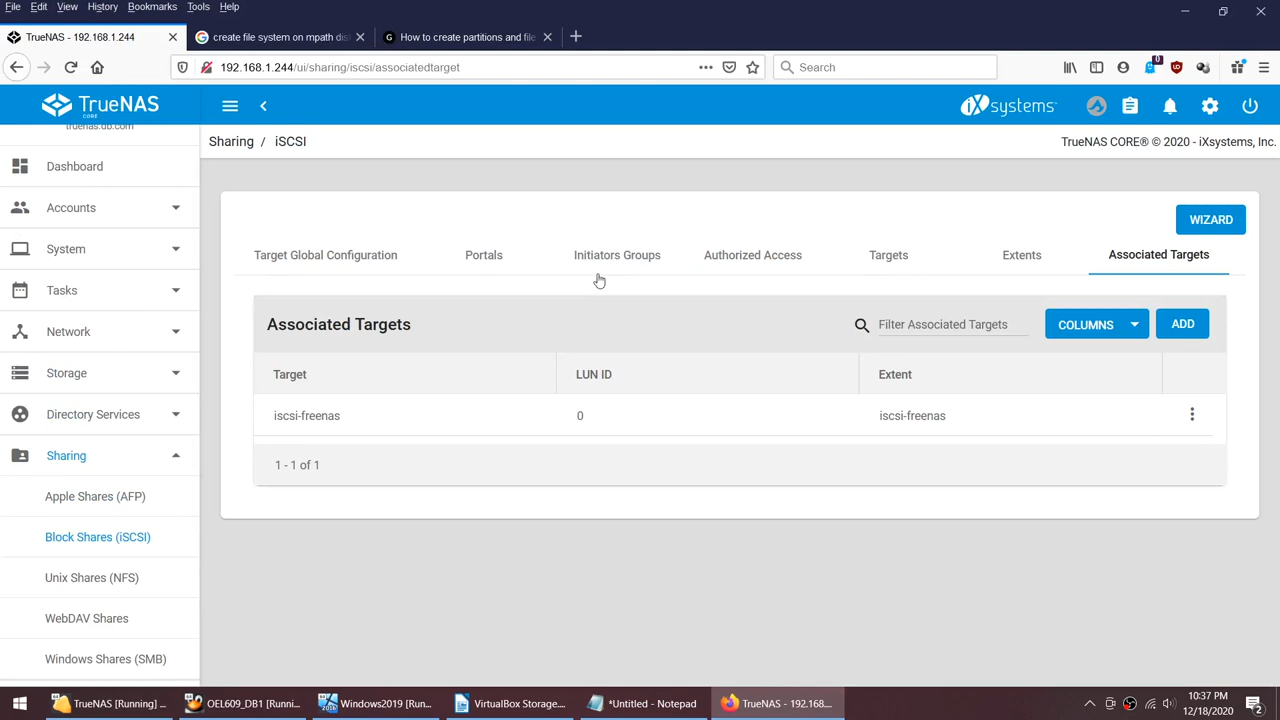 File Edit View History Bookmarks Tools Help
TrueNAS - 192.168.1.244
create file system on mpath dis
How to create partitions and file
192.168.1.244/ui/sharing/iscsi/associatedtarget
Search
0
TrueNAS
CORE
iXsystems
truenas.db.com
Sharing / iSCSI
TrueNAS CORE® © 2020 - iXsystems, Inc.
Dashboard
Accounts
System
Tasks
Network
Storage
Directory Services
Sharing
Apple Shares (AFP)
Block Shares (iSCSI)
Unix Shares (NFS)
WebDAV Shares
Windows Shares (SMB)
WIZARD
Target Global Configuration
Portals
Initiators Groups
Authorized Access
Targets
Extents
Associated Targets
Associated Targets
Filter Associated Targets
COLUMNS
ADD
Target LUN ID Extent
iscsi-freenas 0 iscsi-freenas
1 - 1 of 1
TrueNAS [Running] ...
OEL609_DB1 [Runni...
Windows2019 [Run...
VirtualBox Storage...
*Untitled - Notepad
TrueNAS - 192.168....
10:37 PM
12/18/2020
2